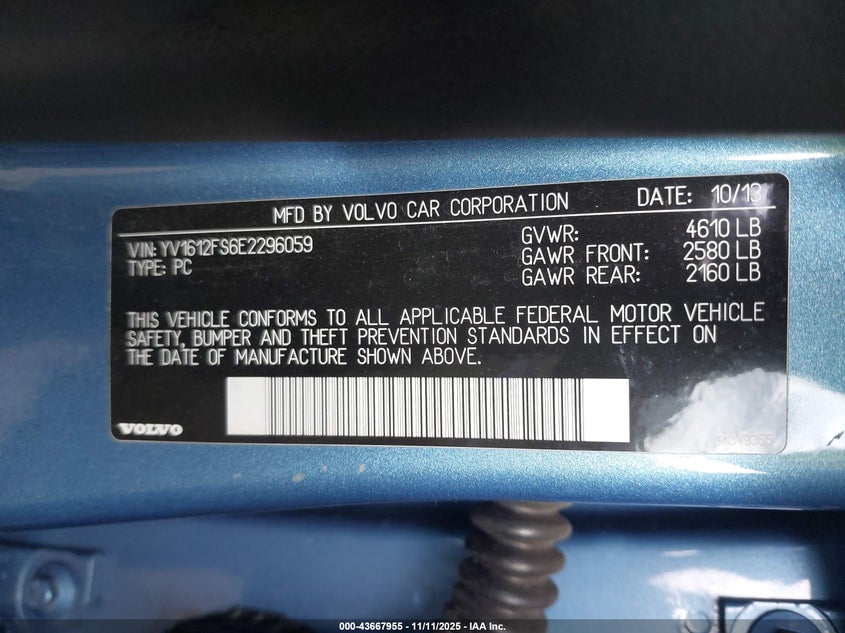 MFD BY VOLVO CAR CORPORATION DATE: 10/13
VIN: YV1612FS6E2296059
TYPE: PC
GVWR: 4610 LB
GAWR FRONT: 2580 LB
GAWR REAR: 2160 LB
THIS VEHICLE CONFORMS TO ALL APPLICABLE FEDERAL MOTOR VEHICLE
SAFETY, BUMPER AND THEFT PREVENTION STANDARDS IN EFFECT ON
THE DATE OF MANUFACTURE SHOWN ABOVE.
VOLVO
000-43667955 - 11/11/2025 - IAA Inc.